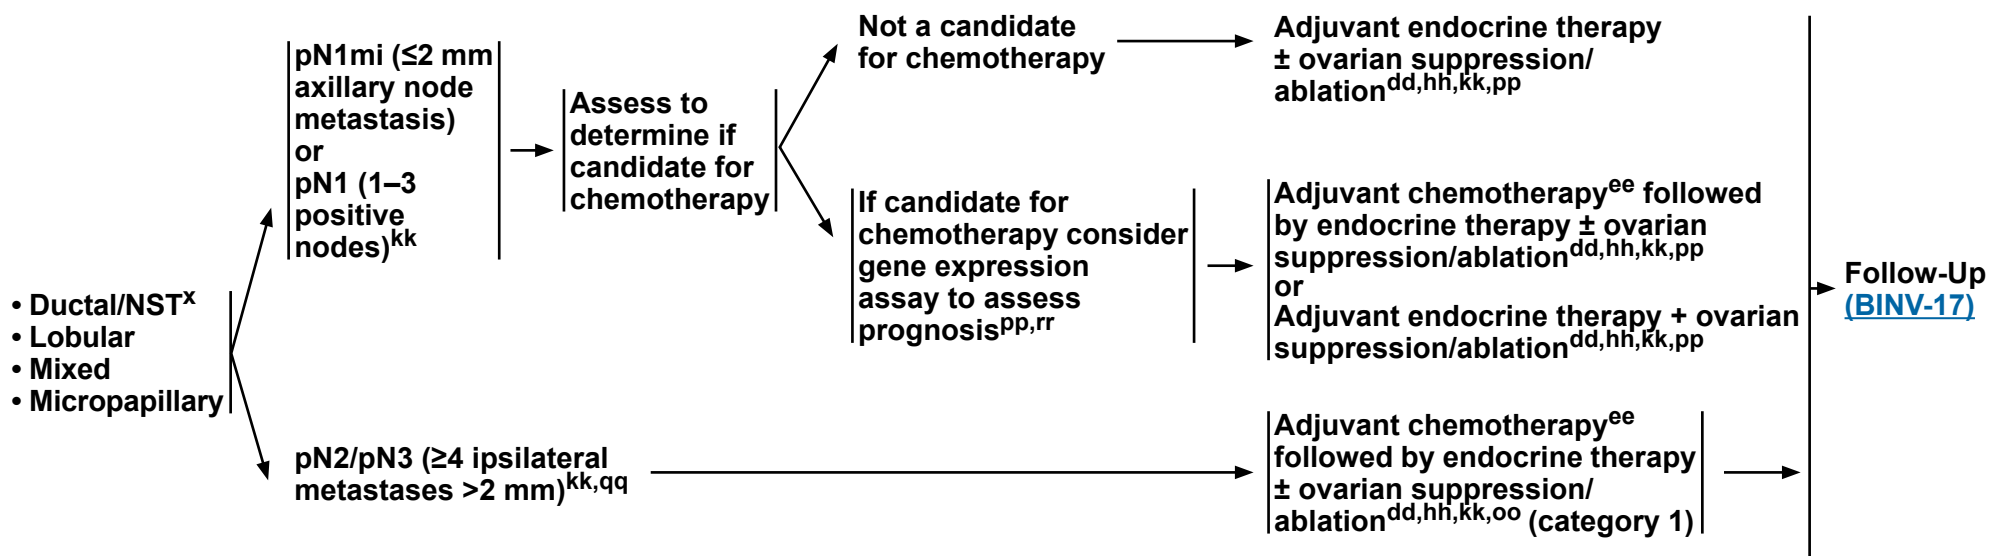 • Ductal/NSTx
• Lobular
• Mixed
• Micropapillary
pN1mi (≤2 mm
axillary node
metastasis)
or
pN1 (1–3
positive
nodes)kk
Assess to
determine if
candidate for
chemotherapy
Not a candidate
for chemotherapy
Adjuvant endocrine therapy
± ovarian suppression/
ablationdd,hh,kk,pp
If candidate for
chemotherapy consider
gene expression
assay to assess
prognosispp,rr
Adjuvant chemotherapyee followed
by endocrine therapy ± ovarian
suppression/ablationdd,hh,kk,pp
or
Adjuvant endocrine therapy + ovarian
suppression/ablationdd,hh,kk,pp
pN2/pN3 (≥4 ipsilateral
metastases >2 mm)kk,qq
Adjuvant chemotherapyee
followed by endocrine therapy
± ovarian suppression/
ablationdd,hh,kk,oo (category 1)
Follow-Up
(BINV-17)